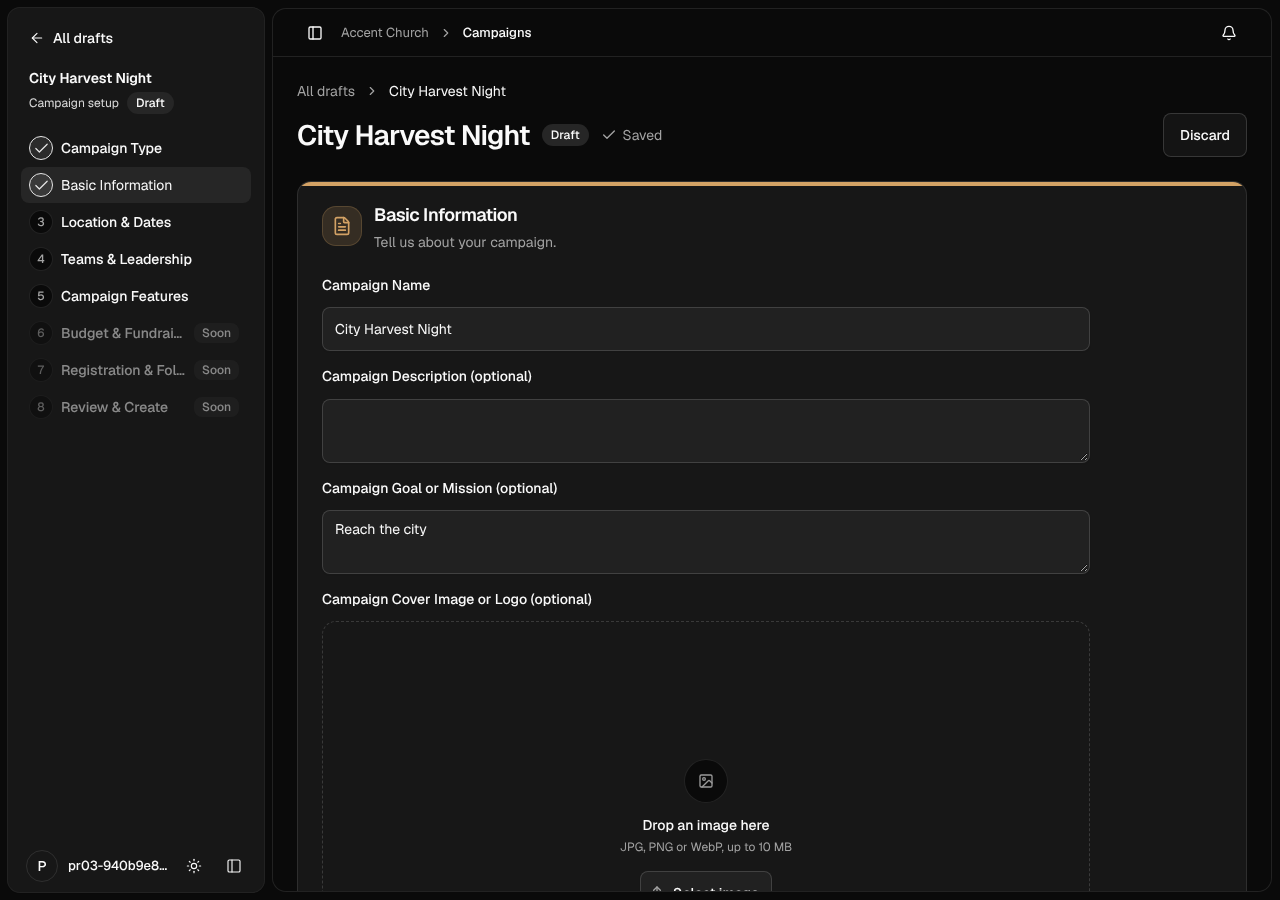 All drafts
City Harvest Night
Campaign setup Draft
Campaign Type
Basic Information
3 Location & Dates
4 Teams & Leadership
5 Campaign Features
6 Budget & Fundrai... Soon
7 Registration & Fol... Soon
8 Review & Create Soon
P pr03-940b9e8...
Accent Church > Campaigns
All drafts > City Harvest Night
City Harvest Night Draft Saved
Discard
Basic Information
Tell us about your campaign.
Campaign Name
City Harvest Night
Campaign Description (optional)
Campaign Goal or Mission (optional)
Reach the city
Campaign Cover Image or Logo (optional)
Drop an image here
JPG, PNG or WebP, up to 10 MB
Select image